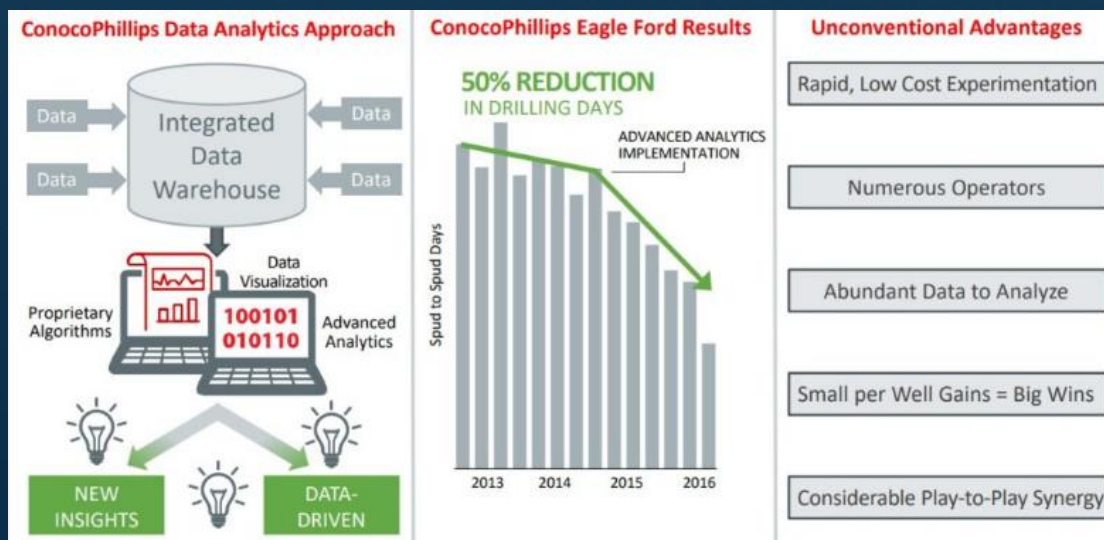 ConocoPhillips Data Analytics Approach
Data
Data
Integrated
Data
Warehouse
Data
Data
Data
Visualization
Proprietary
Algorithms
100101
010110
Advanced
Analytics
NEW
INSIGHTS
DATA-
DRIVEN
ConocoPhillips Eagle Ford Results
50% REDUCTION
IN DRILLING DAYS
ADVANCED ANALYTICS
IMPLEMENTATION
Spud to Spud Days
2013 2014 2015 2016
Unconventional Advantages
Rapid, Low Cost Experimentation
Numerous Operators
Abundant Data to Analyze
Small per Well Gains = Big Wins
Considerable Play-to-Play Synergy